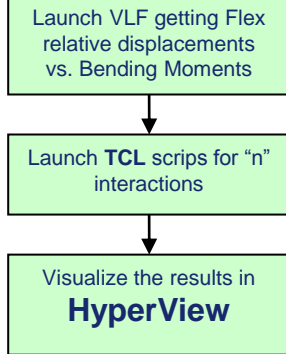 Launch VLF getting Flex
relative displacements
vs. Bending Moments
Launch TCL scrips for “n”
interactions
Visualize the results in
HyperView